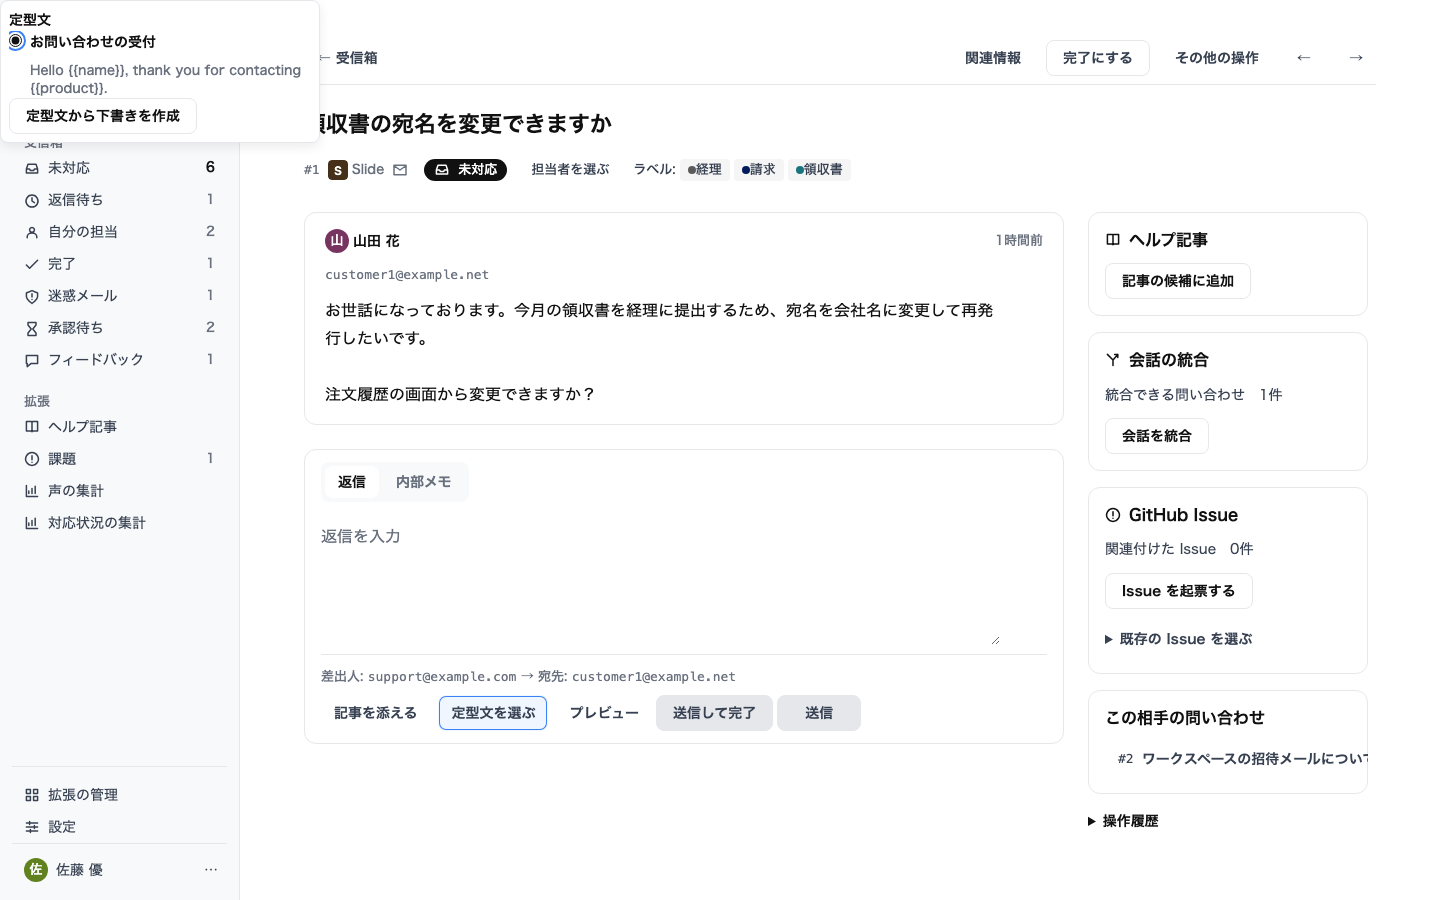 定型文
お問い合わせの受付
Hello {{name}}, thank you for contacting
{{product}}.
定型文から下書きを作成
未対応 6
返信待ち 1
自分の担当 2
完了 1
迷惑メール 1
承認待ち 2
フィードバック 1
拡張
ヘルプ記事
課題 1
声の集計
対応状況の集計
拡張の管理
設定
佐 佐藤 優 …
← 受信箱
関連情報 完了にする その他の操作 ← →
収書の宛名を変更できますか
#1 S Slide 未対応 担当者を選ぶ ラベル: 経理 請求 領収書
山 山田 花 1時間前
customer1@example.net
お世話になっております。今月の領収書を経理に提出するため、宛名を会社名に変更して再発
行したいです。
注文履歴の画面から変更できますか？
返信 内部メモ
返信を入力
差出人: support@example.com → 宛先: customer1@example.net
記事を添える 定型文を選ぶ プレビュー 送信して完了 送信
ヘルプ記事
記事の候補に追加
会話の統合
統合できる問い合わせ 1件
会話を統合
GitHub Issue
関連付けた Issue 0件
Issue を起票する
既存の Issue を選ぶ
この相手の問い合わせ
#2 ワークスペースの招待メールについ
操作履歴